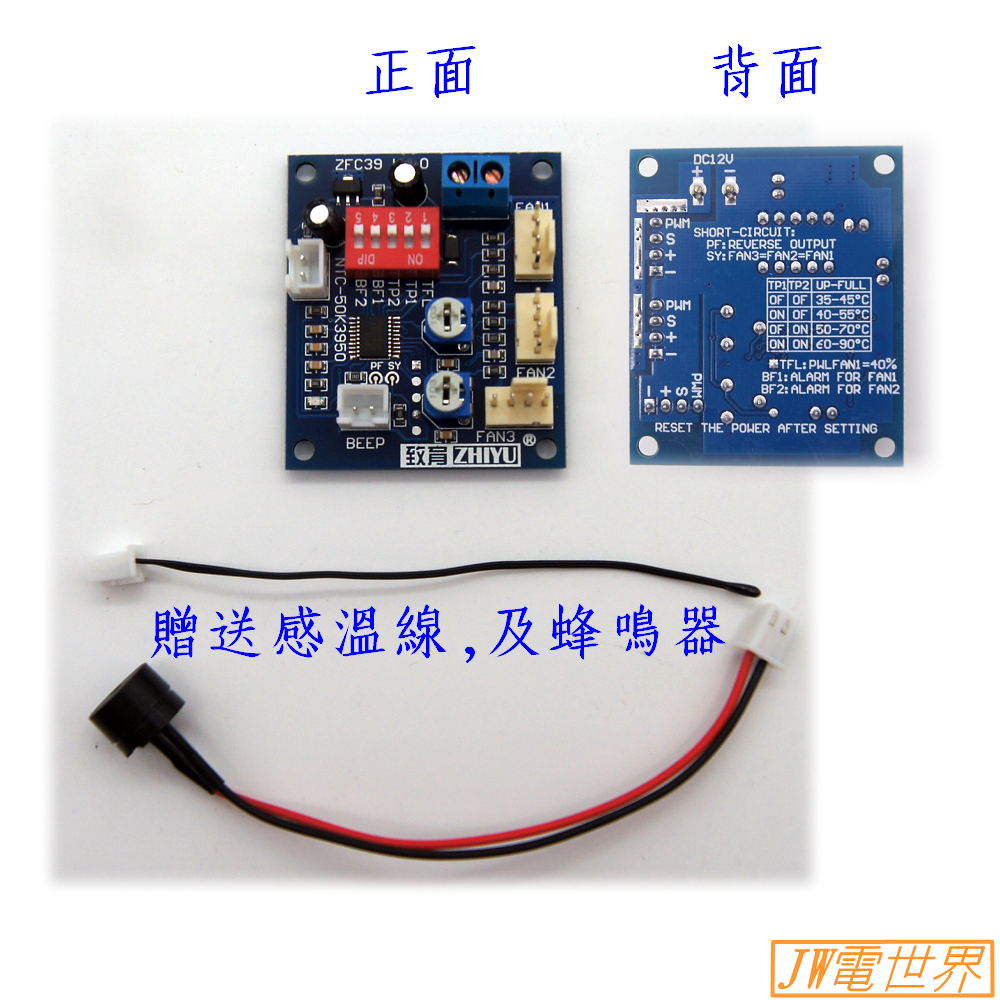 正面
背面
ZFC39
FAN1
5 4 3 2 1
DIP
ON
TFL
TP1
TP2
BF1
BF2
NTC-50K3950
PF SY
FAN2
BEEP
FAN3
ZHIYU®
DC12V
+ -
PWM
S
+
-
SHORT-CIRCUIT:
PF:REVERSE OUTPUT
SY:FAN3=FAN2=FAN1
TP1 TP2 UP-FULL
OF OF 35-45°C
ON OF 40-55°C
OF ON 50-70°C
ON ON 60-90°C
PWM
S
+
-
TFL:PWLFAN1=40%
BF1:ALARM FOR FAN1
BF2:ALARM FOR FAN2
- + S PWM
RESET THE POWER AFTER SETTING
贈送感溫線,及蜂鳴器
JW電世界